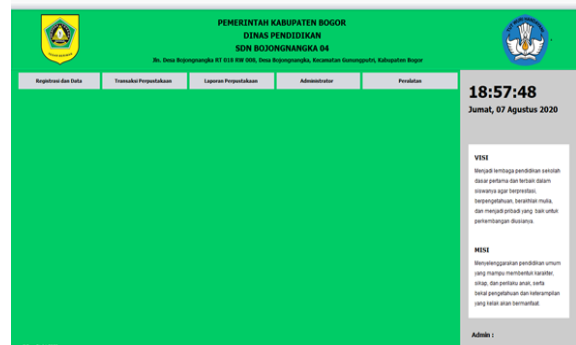 PEMERINTAH KABUPATEN BOGOR
DINAS PENDIDIKAN
SDN BOJONGNANGKA 04
Jln. Desa Bojongnangka RT 018 RW 008, Desa Bojongnangka, Kecamatan Gunungputri, Kabupaten Bogor
Registrasi dan Data
Transaksi Perpustakaan
Laporan Perpustakaan
Administrator
Peralatan
18:57:48
Jumat, 07 Agustus 2020
VISI
Menjadi lembaga pendidikan sekolah
dasar pertama dan terbaik dalam
siswanya agar berprestasi,
berpengetahuan, berakhlak mulia,
dan menjadi pribadi yang baik untuk
perkembangan diusianya.
MISI
Menyelenggarakan pendidikan umum
yang mampu membentuk karakter,
sikap, dan perilaku anak, serta
bekal pengetahuan dan keterampilan
yang kelak akan bermanfaat.
Admin :